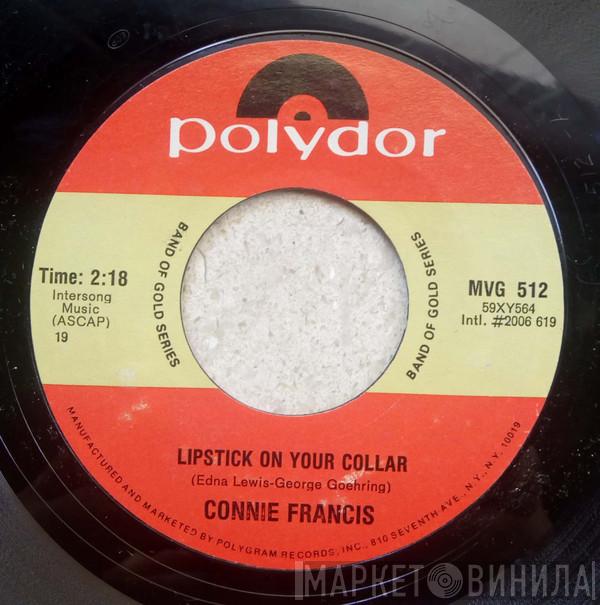 polydor
BAND OF GOLD SERIES
BAND OF GOLD SERIES
Time: 2:18
Intersong
Music
(ASCAP)
19
MVG 512
59XY564
Intl. #2006 619
LIPSTICK ON YOUR COLLAR
(Edna Lewis-George Goehring)
CONNIE FRANCIS
MANUFACTURED AND MARKETED BY POLYGRAM RECORDS, INC., 810 SEVENTH AVE., N.Y., N.Y. 10019
МАРКЕТ ВИНИЛА